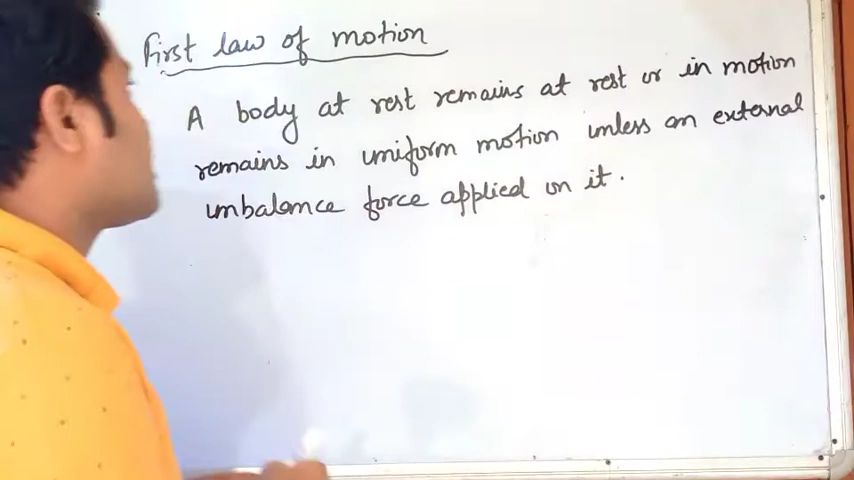 First law of motion
A body at rest remains at rest or in motion
remains in uniform motion unless an external
unbalance force applied on it.